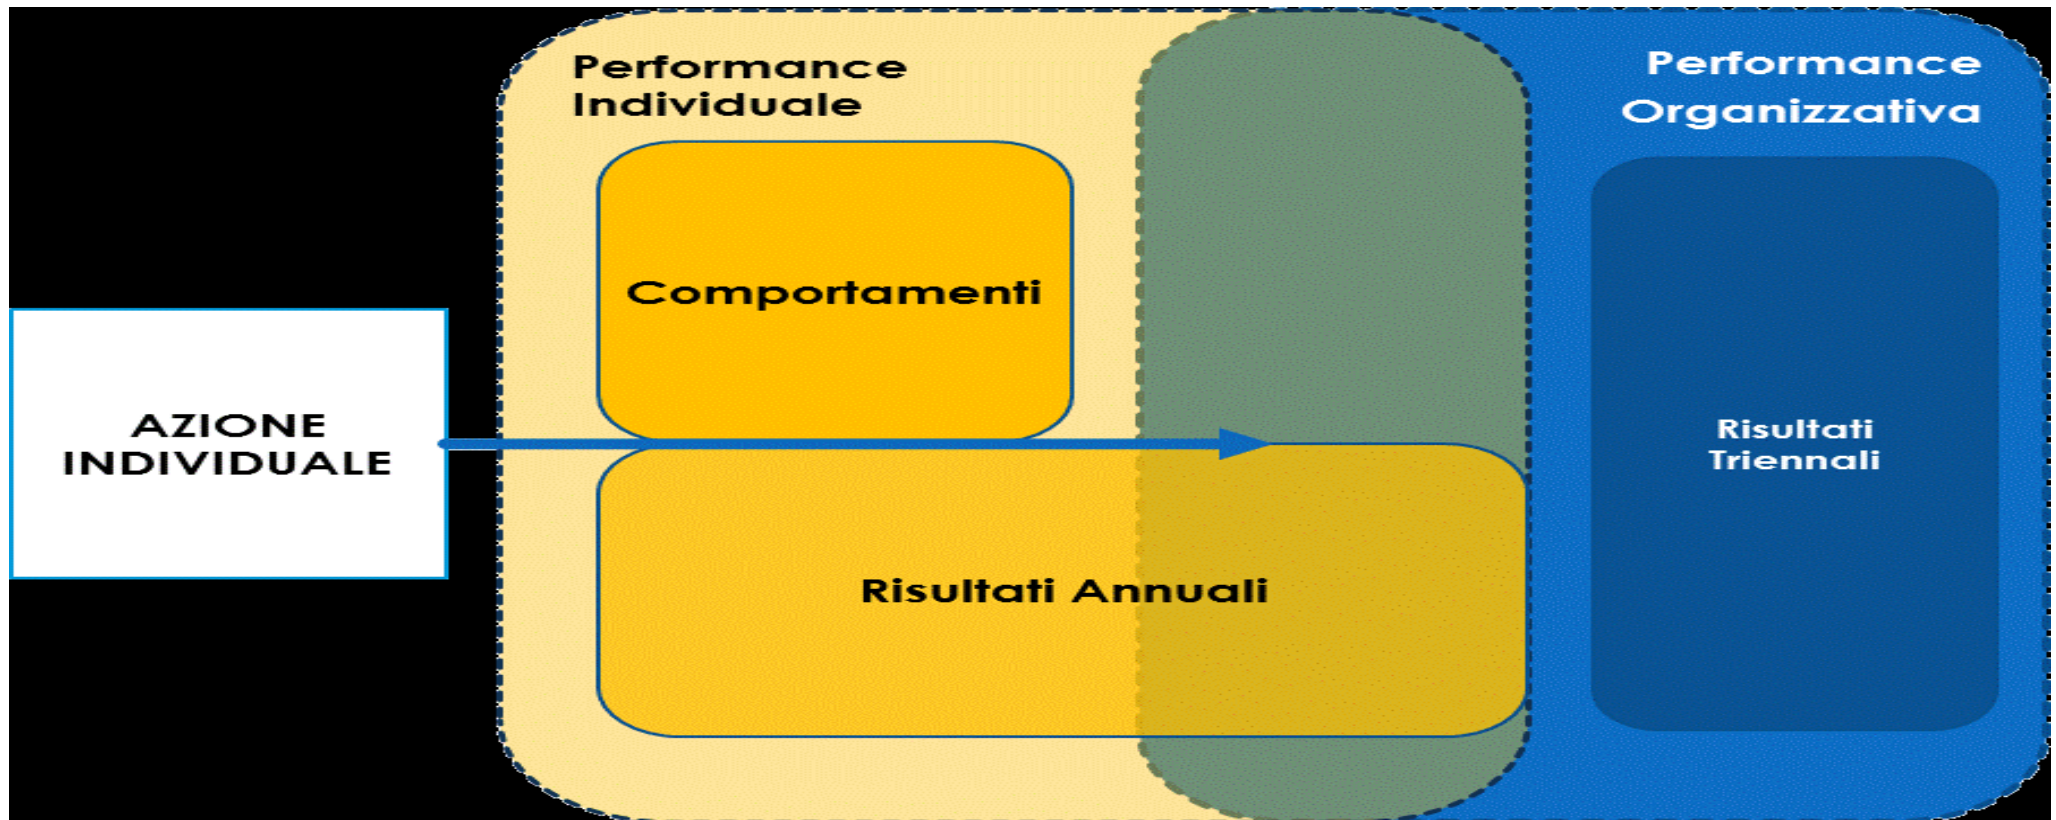 Performance
Individuale
Performance
Organizzativa
Comportamenti
AZIONE
INDIVIDUALE
Risultati
Triennali
Risultati Annuali